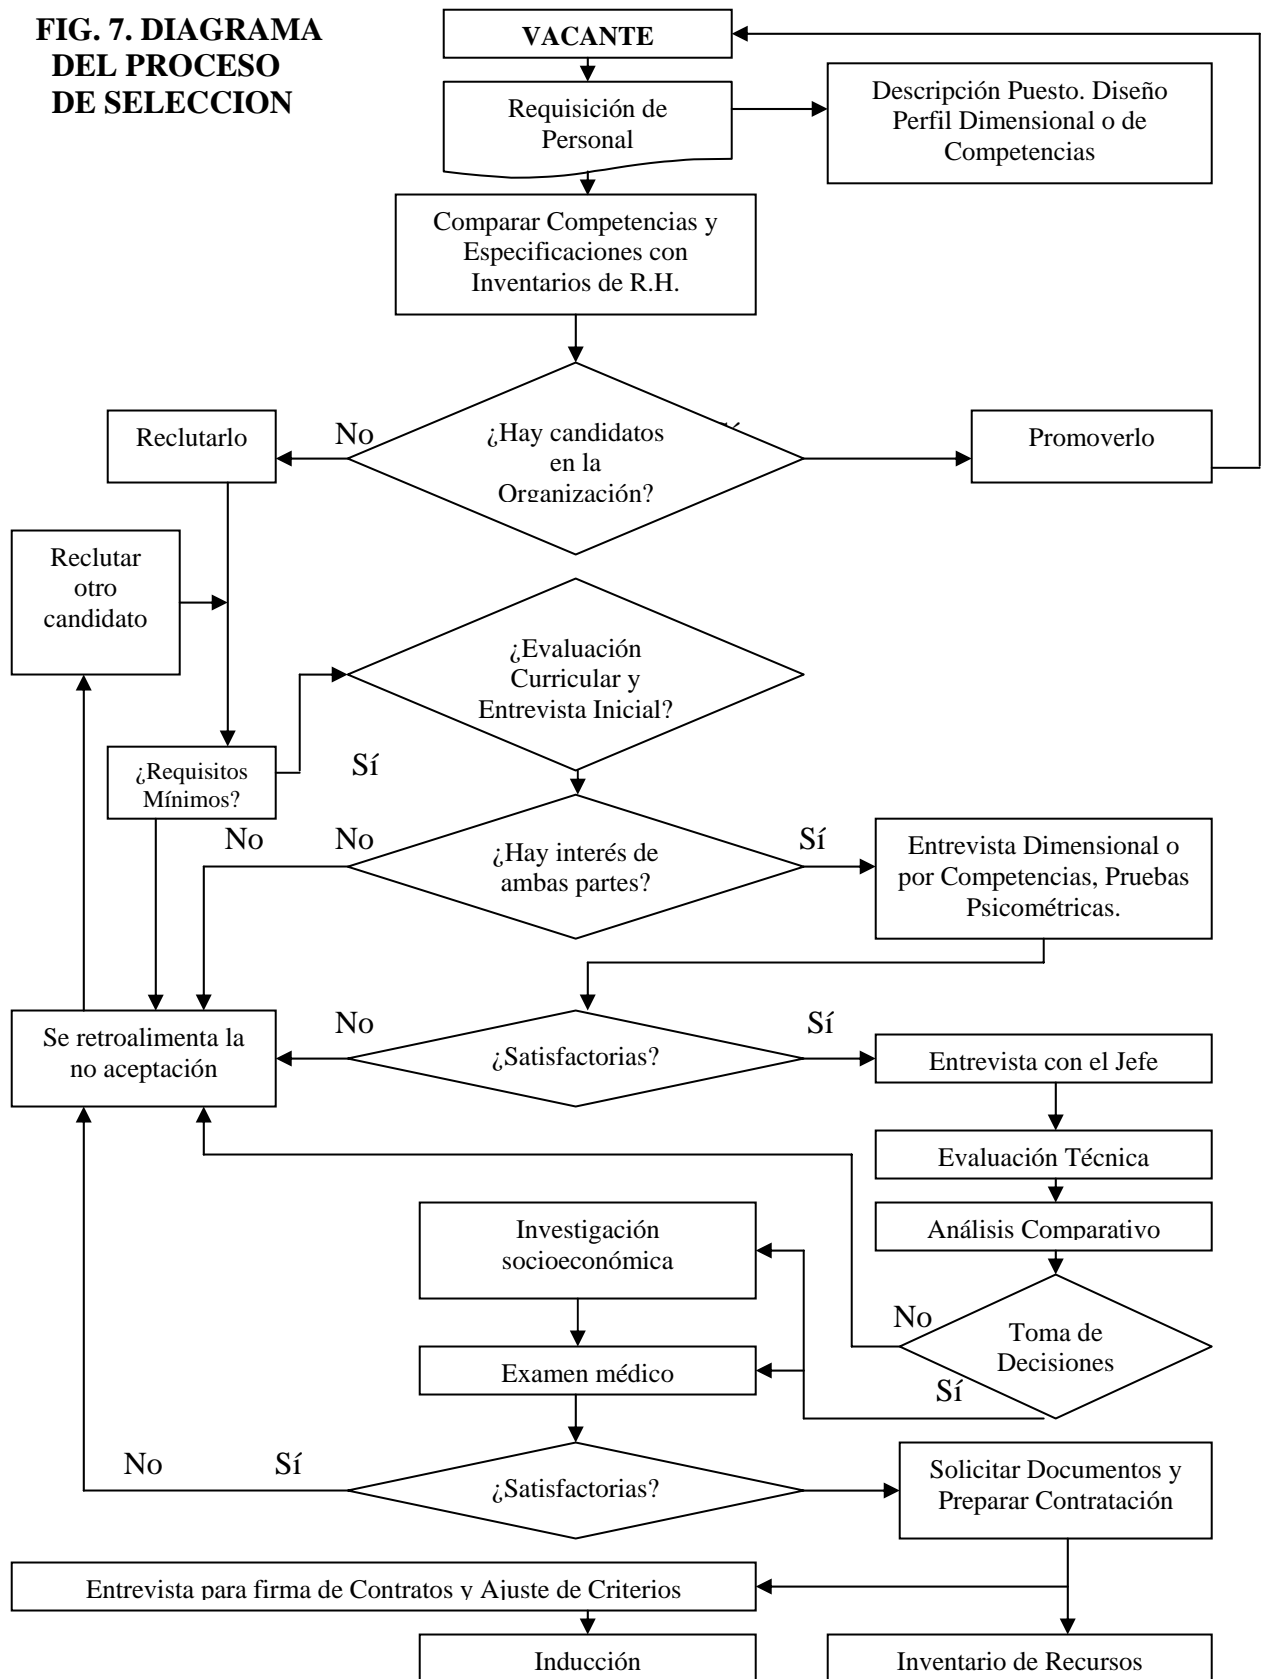 FIG. 7. DIAGRAMA
DEL PROCESO
DE SELECCION
VACANTE
Requisición de
Personal
Descripción Puesto. Diseño
Perfil Dimensional o de
Competencias
Comparar Competencias y
Especificaciones con
Inventarios de R.H.
Reclutarlo
No
¿Hay candidatos
en la
Organización?
Promoverlo
Reclutar
otro
candidato
¿Evaluación
Curricular y
Entrevista Inicial?
¿Requisitos
Mínimos?
Sí
No
No
¿Hay interés de
ambas partes?
Sí
Entrevista Dimensional o
por Competencias, Pruebas
Psicométricas.
Se retroalimenta la
no aceptación
No
¿Satisfactorias?
Sí
Entrevista con el Jefe
Evaluación Técnica
Investigación
socioeconómica
Análisis Comparativo
No
Toma de
Decisiones
Sí
Examen médico
No
Sí
¿Satisfactorias?
Solicitar Documentos y
Preparar Contratación
Entrevista para firma de Contratos y Ajuste de Criterios
Inducción
Inventario de Recursos